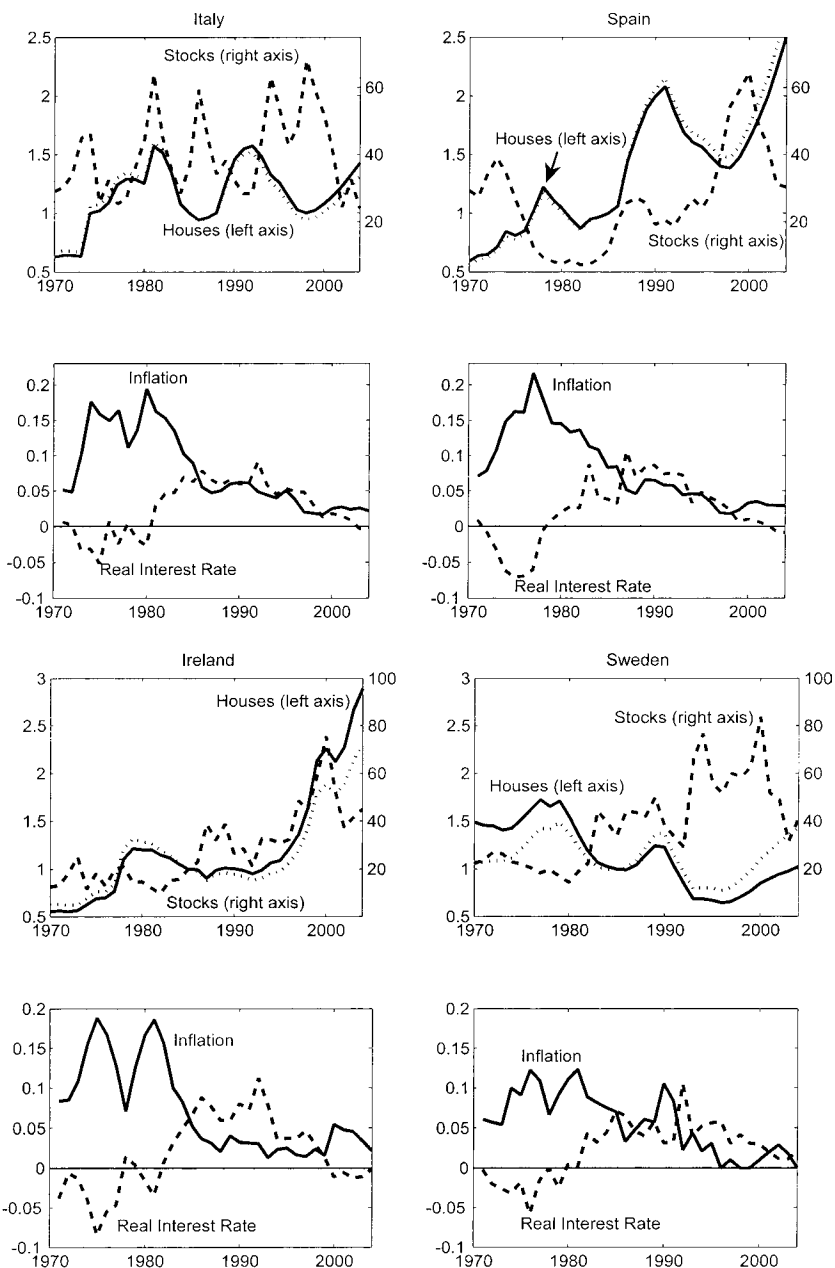 Italy
2.5
2
1.5
1
0.5
60
40
20
Stocks (right axis)
Houses (left axis)
1970 1980 1990 2000
Spain
2.5
2
1.5
1
0.5
60
40
20
Houses (left axis)
Stocks (right axis)
1970 1980 1990 2000
0.2
0.15
0.1
0.05
0
-0.05
-0.1
Inflation
Real Interest Rate
1970 1980 1990 2000
0.2
0.15
0.1
0.05
0
-0.05
-0.1
Inflation
Real Interest Rate
1970 1980 1990 2000
Ireland
3
2.5
2
1.5
1
0.5
100
80
60
40
20
Houses (left axis)
Stocks (right axis)
1970 1980 1990 2000
Sweden
3
2.5
2
1.5
1
0.5
100
80
60
40
20
Stocks (right axis)
Houses (left axis)
1970 1980 1990 2000
0.2
0.15
0.1
0.05
0
-0.05
-0.1
Inflation
Real Interest Rate
1970 1980 1990 2000
0.2
0.15
0.1
0.05
0
-0.05
-0.1
Inflation
Real Interest Rate
1970 1980 1990 2000